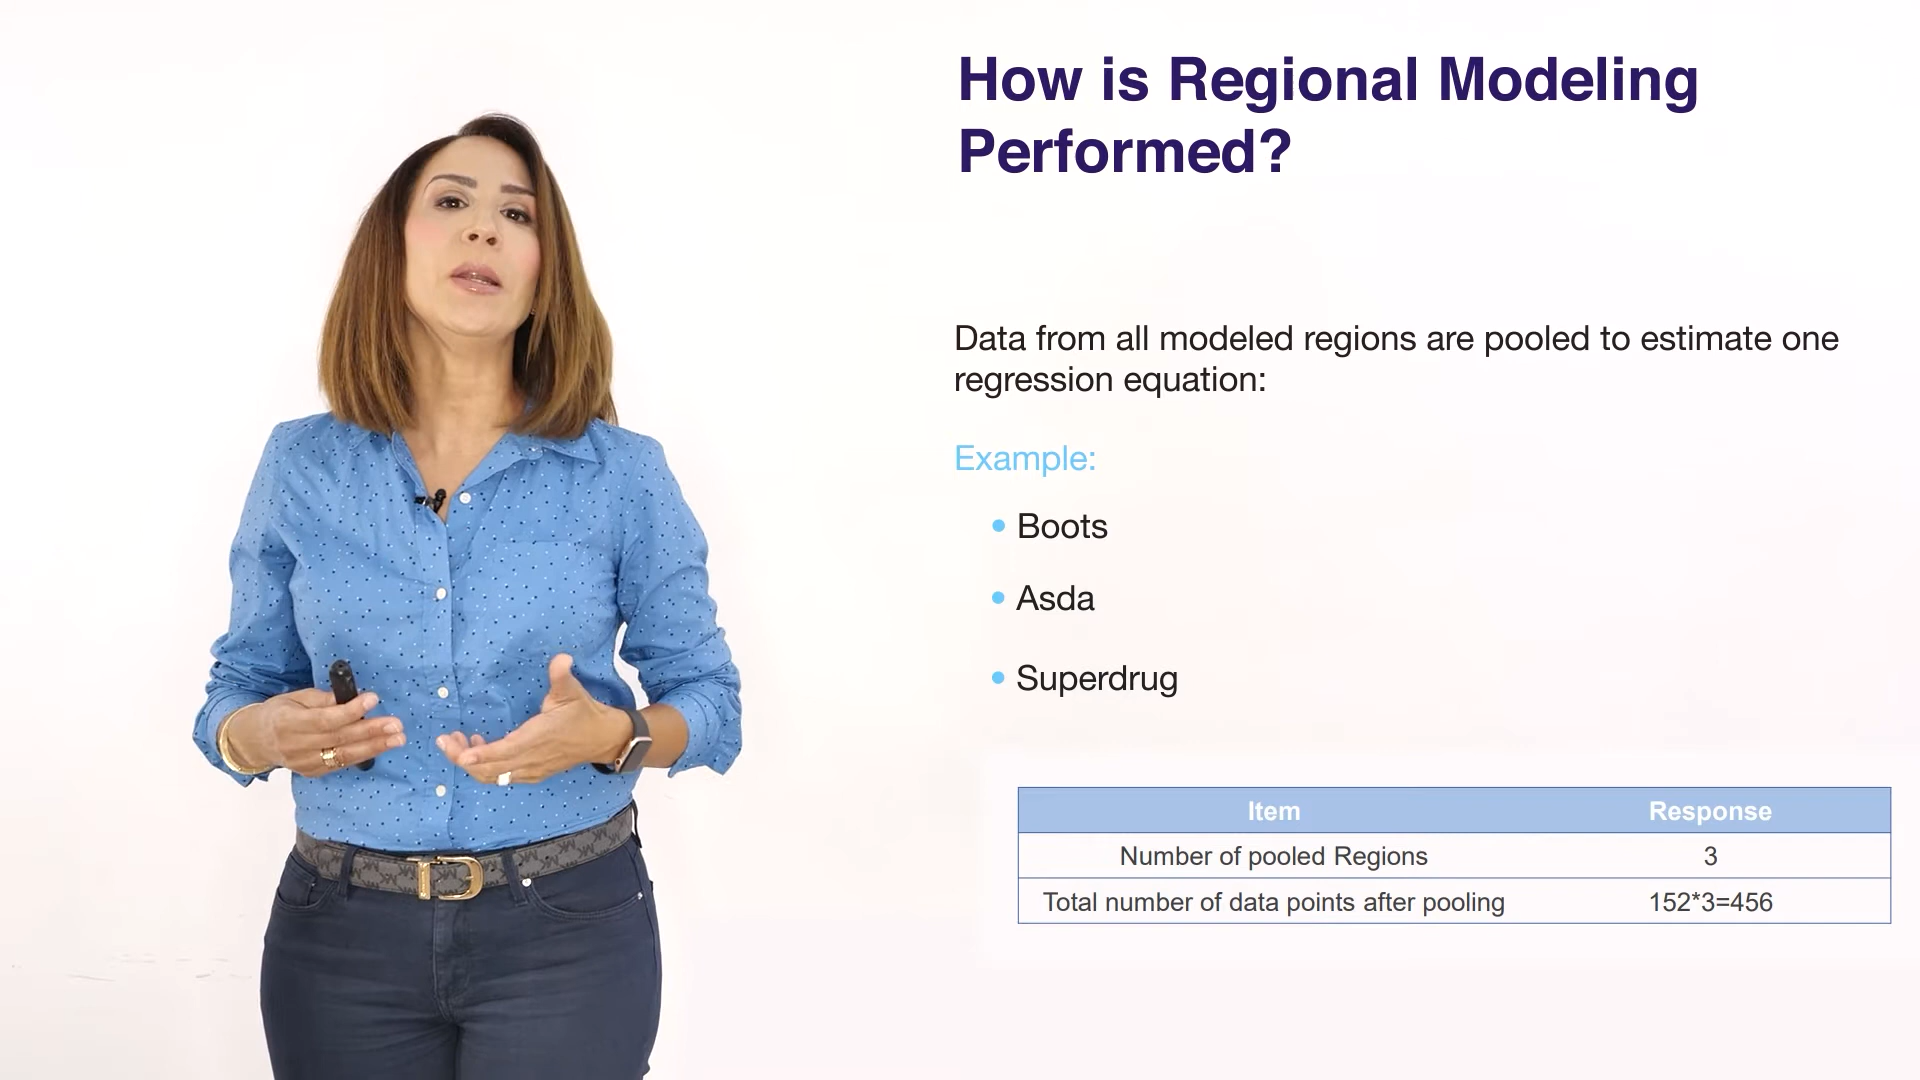 How is Regional Modeling
Performed?
Data from all modeled regions are pooled to estimate one
regression equation:
Example:
• Boots
• Asda
• Superdrug
Item Response
Number of pooled Regions 3
Total number of data points after pooling 152*3=456